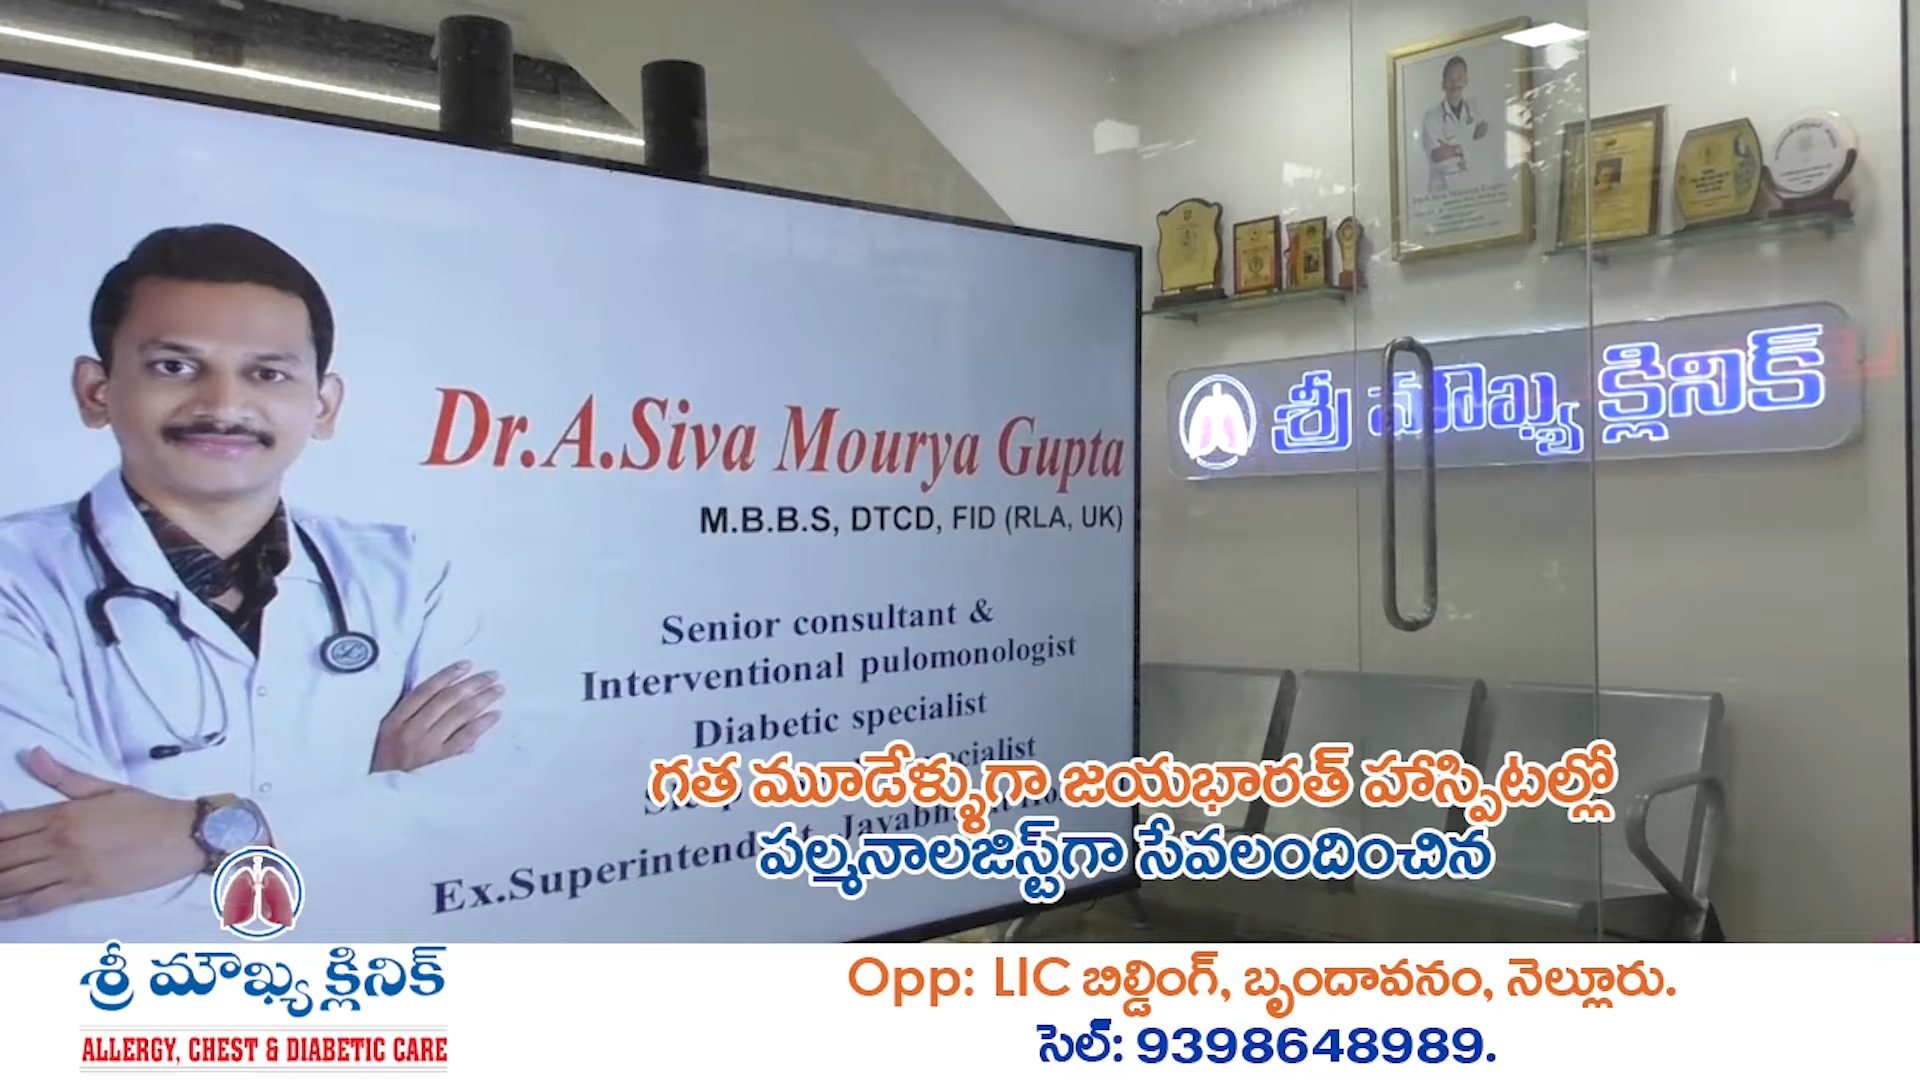 Dr.A.Siva Mourya Gupta
M.B.B.S, DTCD, FID (RLA, UK)
Senior consultant &
Interventional pulomonologist
Diabetic specialist
Ex.Superintend
శ్రీ మౌఖ్య క్లినిక్
గత మూడేళ్ళుగా జయభారత్ హాస్పిటల్లో
పల్మనాలజిస్ట్‌గా సేవలందించిన
శ్రీ మౌఖ్య క్లినిక్
ALLERGY, CHEST & DIABETIC CARE
Opp: LIC బిల్డింగ్, బృందావనం, నెల్లూరు.
సెల్: 9398648989.